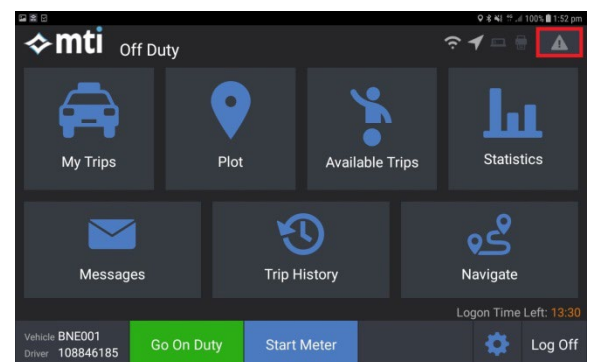 100% 1:52 pm
mti Off Duty
My Trips
Plot
Available Trips
Statistics
Messages
Trip History
Navigate
Logon Time Left: 13:30
Vehicle BNE001
Driver 108846185
Go On Duty
Start Meter
Log Off